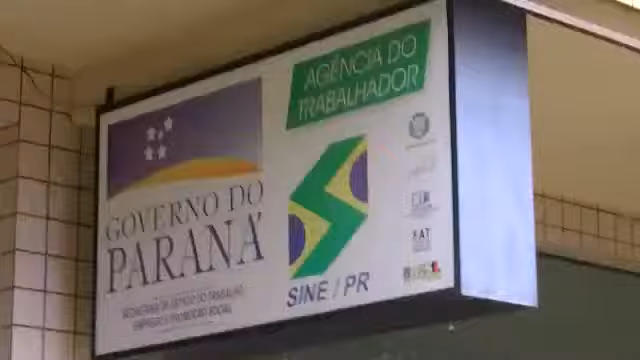 AGÊNCIA DO
TRABALHADOR
GOVERNO DO
PARANÁ
SECRETARIA DE ESTADO DO TRABALHO,
EMPREGO E PROMOÇÃO SOCIAL
SINE / PR
FAT